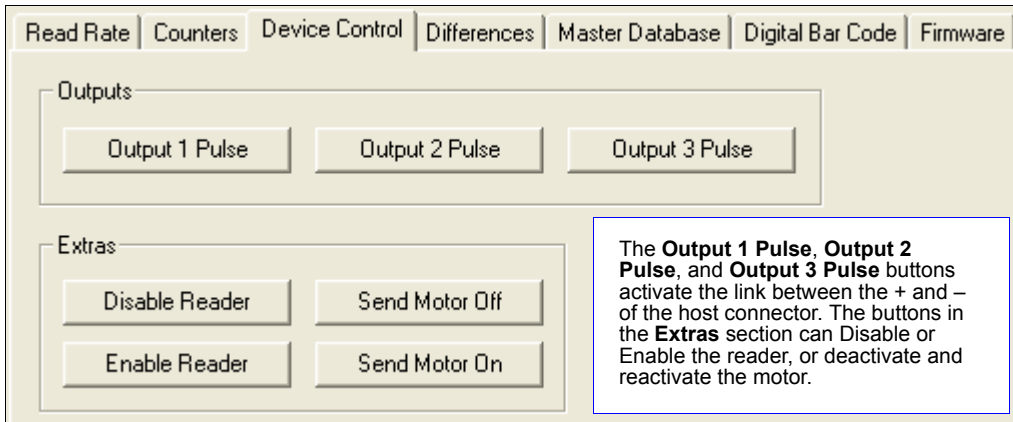 Read Rate Counters Device Control Differences Master Database Digital Bar Code Firmware
Outputs
Output 1 Pulse Output 2 Pulse Output 3 Pulse
Extras
Disable Reader Send Motor Off
Enable Reader Send Motor On
The Output 1 Pulse, Output 2
Pulse, and Output 3 Pulse buttons
activate the link between the + and –
of the host connector. The buttons in
the Extras section can Disable or
Enable the reader, or deactivate and
reactivate the motor.